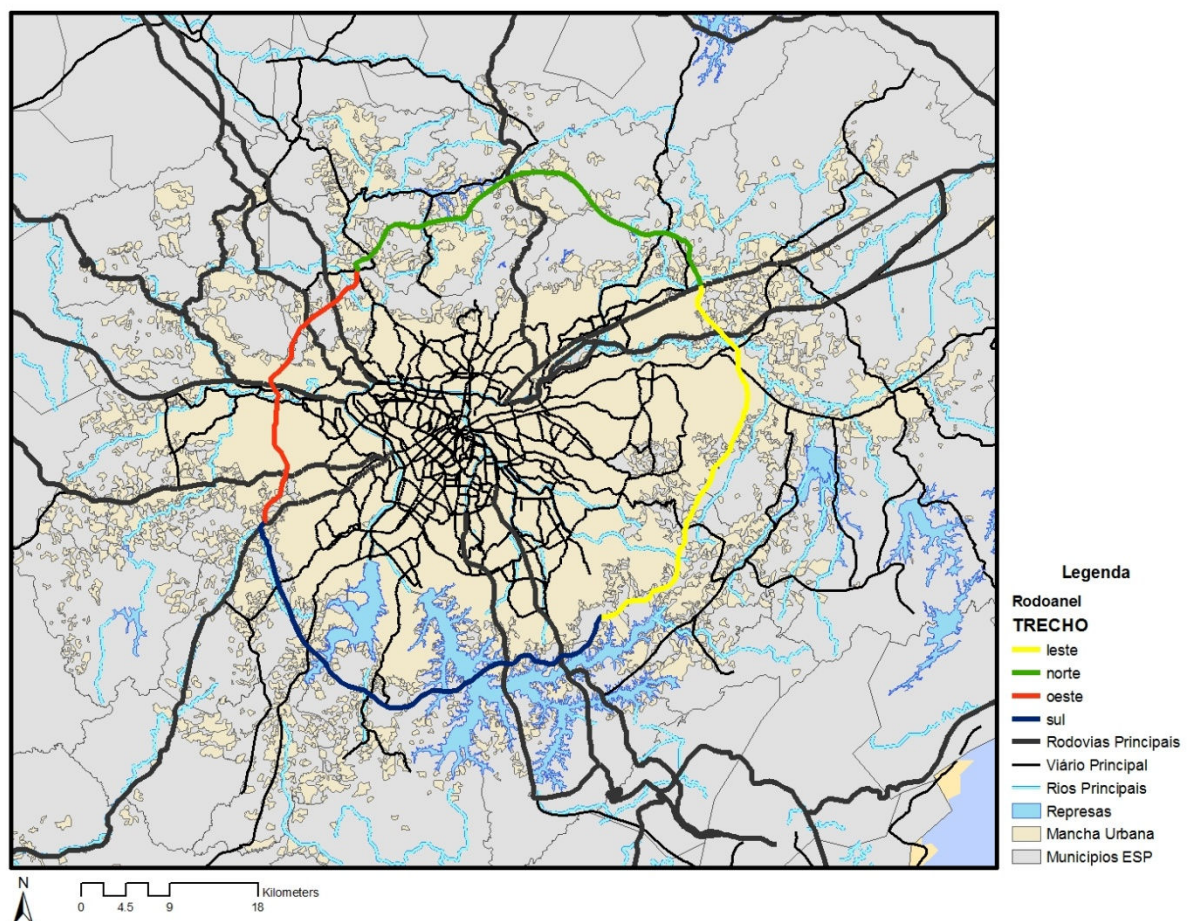 Legenda
Rodoanel
TRECHO
leste
norte
oeste
sul
Rodovias Principais
Viário Principal
Rios Principais
Represas
Mancha Urbana
Municipios ESP
N
Kilometers
0 4.5 9 18